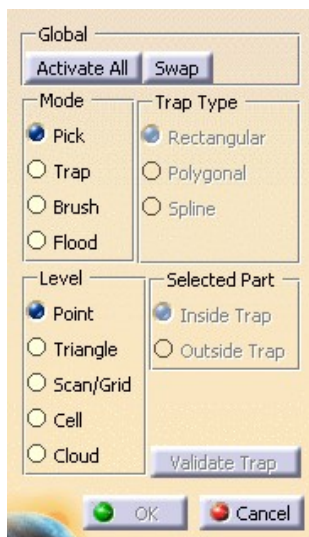 Global
Activate All Swap
Mode Trap Type
Pick Rectangular
Trap Polygonal
Brush Spline
Flood
Level Selected Part
Point Inside Trap
Triangle Outside Trap
Scan/Grid
Cell
Cloud Validate Trap
OK Cancel